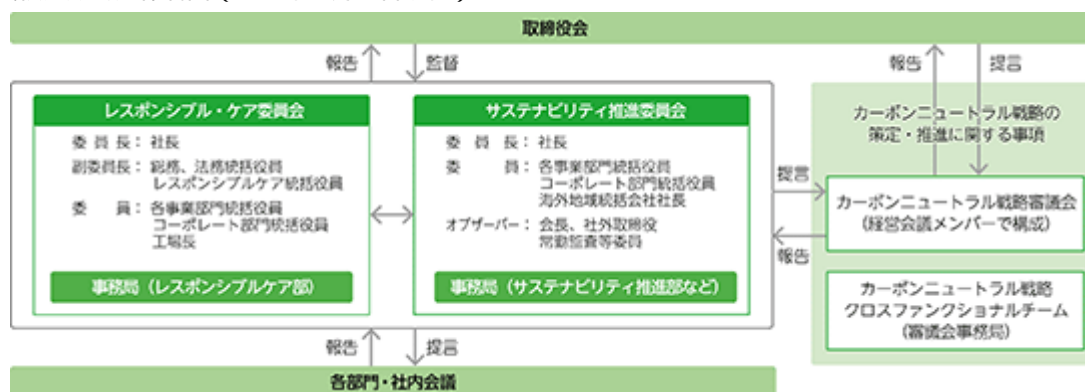 取締役会
報告
監督
報告
提言
レスポンシブル・ケア委員会
委員長：社長
副委員長：総務、法務統括役員
レスポンシブルケア統括役員
委員：各事業部門統括役員
コーポレート部門統括役員
工場長
事務局（レスポンシブルケア部）
サステナビリティ推進委員会
委員長：社長
委員：各事業部門統括役員
コーポレート部門統括役員
海外地域統括会社社長
オブザーバー：会長、社外取締役
常勤監査等委員
事務局（サステナビリティ推進部など）
提言
報告
カーボンニュートラル戦略の
策定・推進に関する事項
カーボンニュートラル戦略審議会
（経営会議メンバーで構成）
カーボンニュートラル戦略
クロスファンクショナルチーム
（審議会事務局）
報告
提言
各部門・社内会議